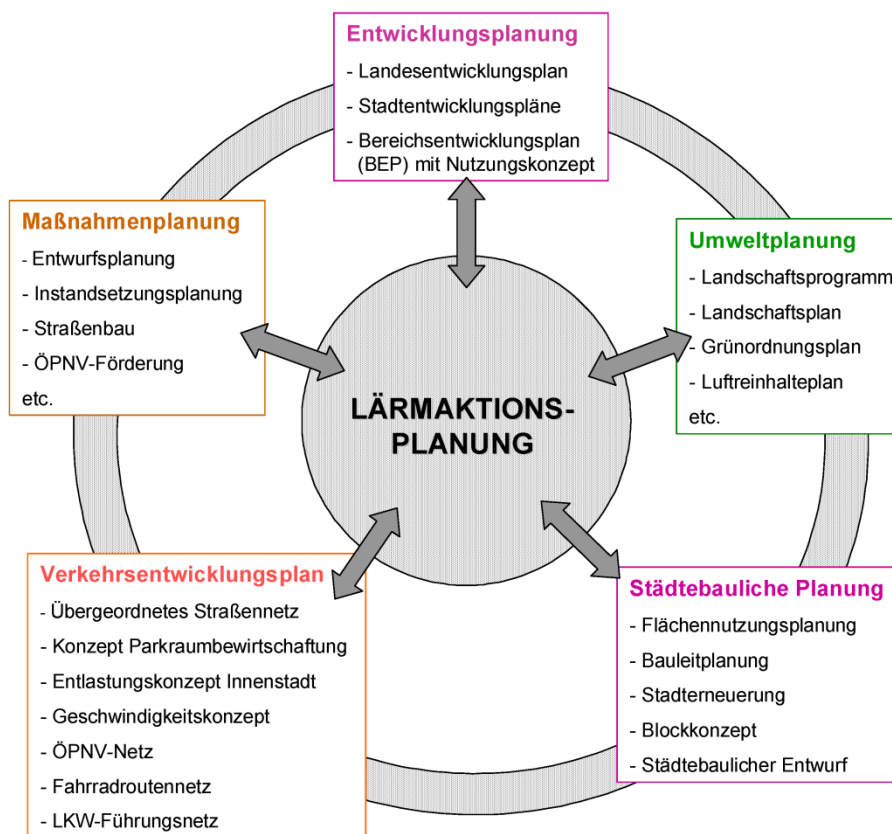 Entwicklungsplanung
- Landesentwicklungsplan
- Stadtentwicklungspläne
- Bereichsentwicklungsplan
(BEP) mit Nutzungskonzept
Maßnahmenplanung
- Entwurfsplanung
- Instandsetzungsplanung
- Straßenbau
- ÖPNV-Förderung
etc.
Umweltplanung
- Landschaftsprogramm
- Landschaftsplan
- Grünordnungsplan
- Luftreinhalteplan
etc.
LÄRMAKTIONS-
PLANUNG
Verkehrsentwicklungsplan
- Übergeordnetes Straßennetz
- Konzept Parkraumbewirtschaftung
- Entlastungskonzept Innenstadt
- Geschwindigkeitskonzept
- ÖPNV-Netz
- Fahrradroutennetz
- LKW-Führungsnetz
Städtebauliche Planung
- Flächennutzungsplanung
- Bauleitplanung
- Stadterneuerung
- Blockkonzept
- Städtebaulicher Entwurf